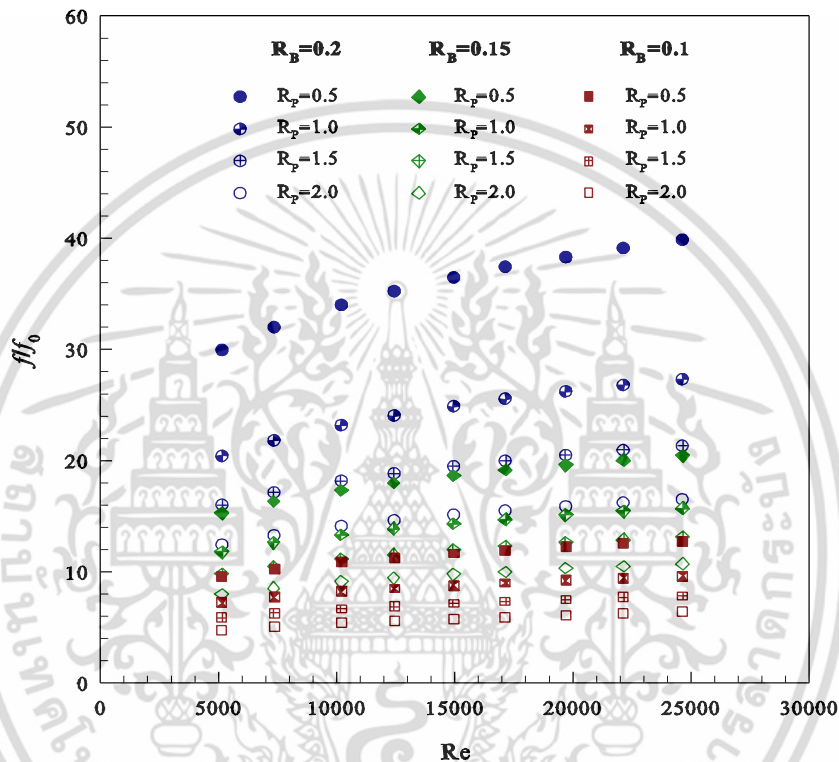 60
50
40
30
20
10
0
f/f₀
R_B=0.2 R_B=0.15 R_B=0.1
R_P=0.5 R_P=0.5 R_P=0.5
R_P=1.0 R_P=1.0 R_P=1.0
R_P=1.5 R_P=1.5 R_P=1.5
R_P=2.0 R_P=2.0 R_P=2.0
0 5000 10000 15000 20000 25000 30000
Re